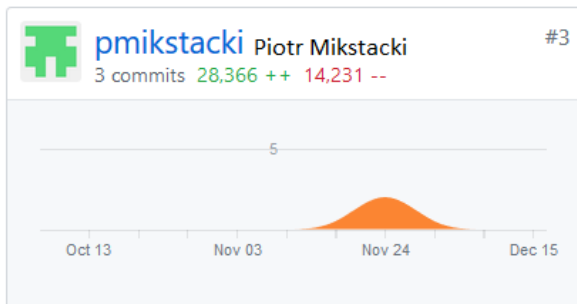 pmikstacki Piotr Mikstacki #3
3 commits 28,366 ++ 14,231 --
5
Oct 13 Nov 03 Nov 24 Dec 15